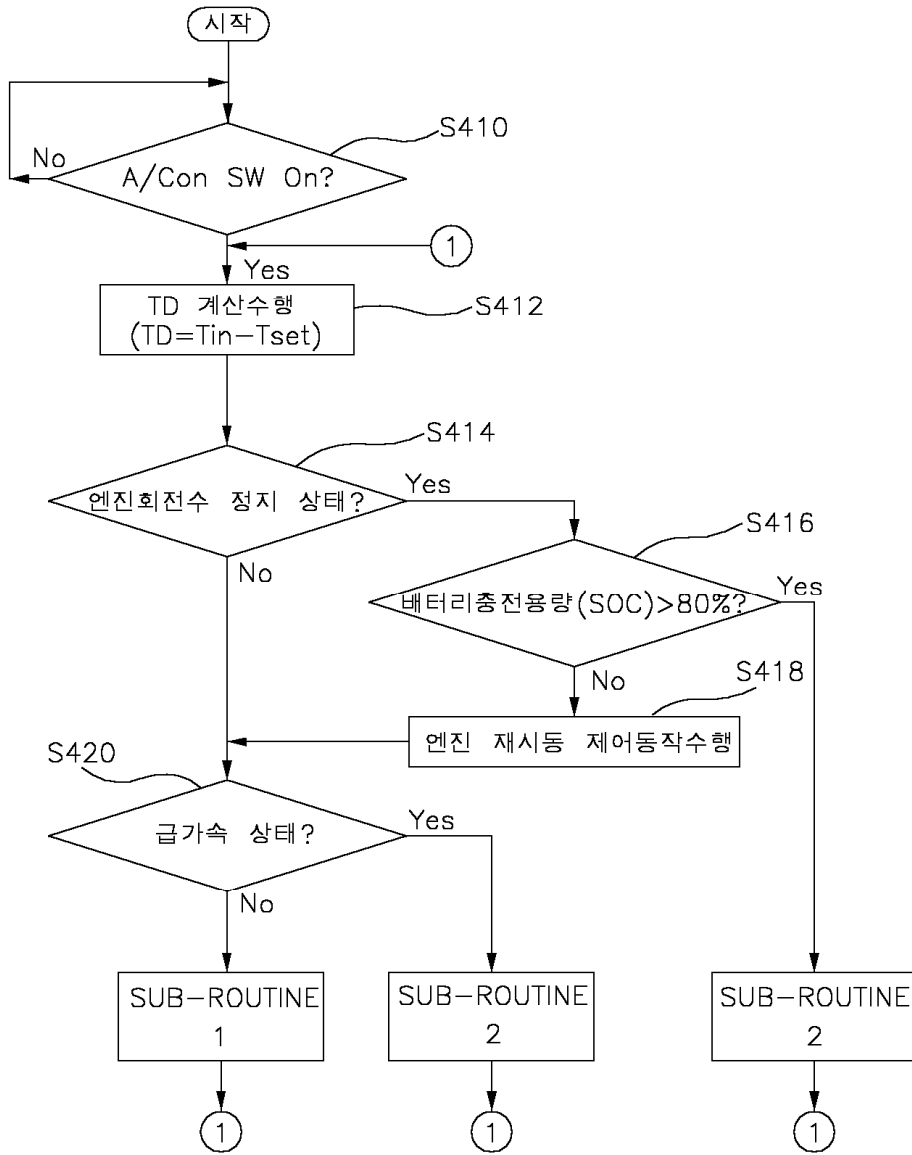 시작
S410
No
A/Con SW On?
1
Yes
TD 계산수행
(TD=Tin-Tset)
S412
S414
엔진회전수 정지 상태?
Yes
S416
No
배터리충전용량(SOC)>80%?
Yes
No
S418
엔진 재시동 제어동작수행
S420
급가속 상태?
Yes
No
SUB-ROUTINE
1
SUB-ROUTINE
2
SUB-ROUTINE
2
1
1
1